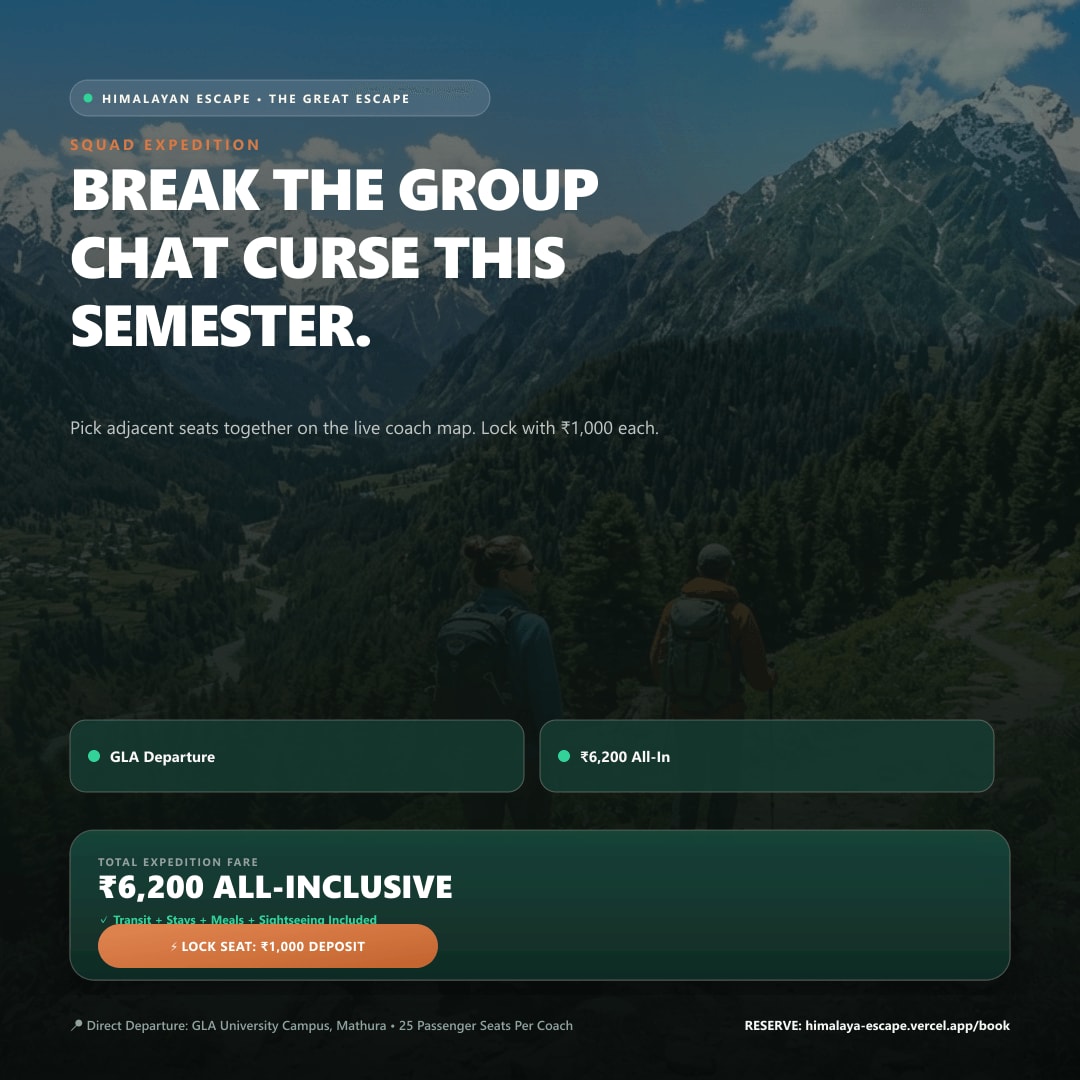 HIMALAYAN ESCAPE • THE GREAT ESCAPE
SQUAD EXPEDITION
BREAK THE GROUP
CHAT CURSE THIS
SEMESTER.
Pick adjacent seats together on the live coach map. Lock with ₹1,000 each.
GLA Departure
₹6,200 All-In
TOTAL EXPEDITION FARE
₹6,200 ALL-INCLUSIVE
✓ Transit + Stays + Meals + Sightseeing Included
⚡ LOCK SEAT: ₹1,000 DEPOSIT
📍 Direct Departure: GLA University Campus, Mathura • 25 Passenger Seats Per Coach
RESERVE: himalaya-escape.vercel.app/book